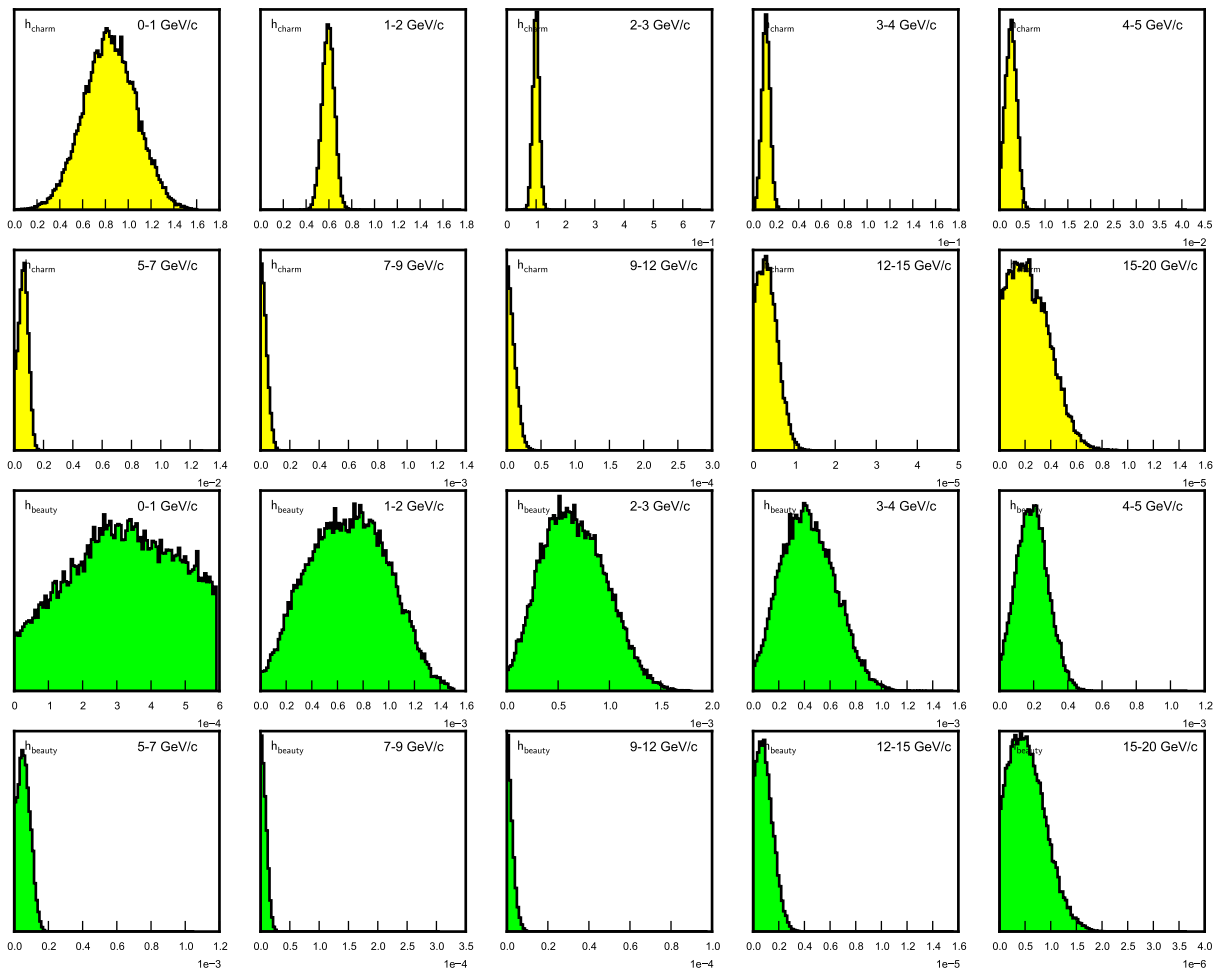 h_charm 0-1 GeV/c
h_charm 1-2 GeV/c
h_charm 2-3 GeV/c
h_charm 3-4 GeV/c
h_charm 4-5 GeV/c
0.0 0.2 0.4 0.6 0.8 1.0 1.2 1.4 1.6 1.8
0.0 0.2 0.4 0.6 0.8 1.0 1.2 1.4 1.6 1.8
0 1 2 3 4 5 6 7
1e−1
0.0 0.2 0.4 0.6 0.8 1.0 1.2 1.4 1.6 1.8
1e−1
0.0 0.5 1.0 1.5 2.0 2.5 3.0 3.5 4.0 4.5
1e−2
h_charm 5-7 GeV/c
h_charm 7-9 GeV/c
h_charm 9-12 GeV/c
h_charm 12-15 GeV/c
h_charm 15-20 GeV/c
0.0 0.2 0.4 0.6 0.8 1.0 1.2 1.4
1e−2
0.0 0.2 0.4 0.6 0.8 1.0 1.2 1.4
1e−3
0.0 0.5 1.0 1.5 2.0 2.5 3.0
1e−4
0 1 2 3 4 5
1e−5
0.0 0.2 0.4 0.6 0.8 1.0 1.2 1.4 1.6
1e−5
h_beauty 0-1 GeV/c
h_beauty 1-2 GeV/c
h_beauty 2-3 GeV/c
h_beauty 3-4 GeV/c
h_beauty 4-5 GeV/c
0 1 2 3 4 5 6
1e−4
0.0 0.2 0.4 0.6 0.8 1.0 1.2 1.4 1.6
1e−3
0.0 0.5 1.0 1.5 2.0
1e−3
0.0 0.2 0.4 0.6 0.8 1.0 1.2 1.4 1.6
1e−3
0.0 0.2 0.4 0.6 0.8 1.0 1.2
1e−3
h_beauty 5-7 GeV/c
h_beauty 7-9 GeV/c
h_beauty 9-12 GeV/c
h_beauty 12-15 GeV/c
h_beauty 15-20 GeV/c
0.0 0.2 0.4 0.6 0.8 1.0 1.2
1e−3
0.0 0.5 1.0 1.5 2.0 2.5 3.0 3.5
1e−4
0.0 0.2 0.4 0.6 0.8 1.0
1e−4
0.0 0.2 0.4 0.6 0.8 1.0 1.2 1.4 1.6
1e−5
0.0 0.5 1.0 1.5 2.0 2.5 3.0 3.5 4.0
1e−6